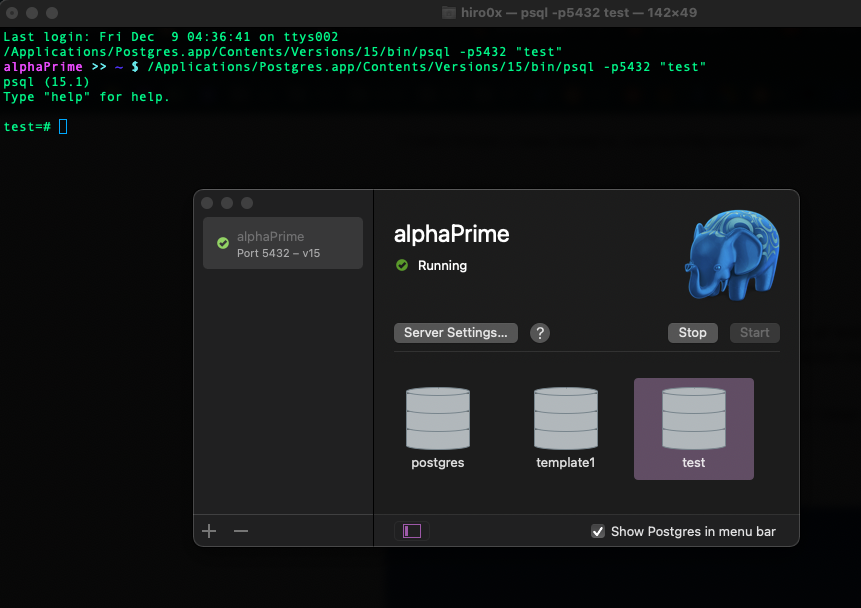 hiro0x — psql -p5432 test — 142×49
Last login: Fri Dec  9 04:36:41 on ttys002
/Applications/Postgres.app/Contents/Versions/15/bin/psql -p5432 "test"
alphaPrime >> ~ $ /Applications/Postgres.app/Contents/Versions/15/bin/psql -p5432 "test"
psql (15.1)
Type "help" for help.
test=#
alphaPrime
Port 5432 – v15
alphaPrime
Running
Server Settings...
?
Stop
Start
postgres
template1
test
Show Postgres in menu bar